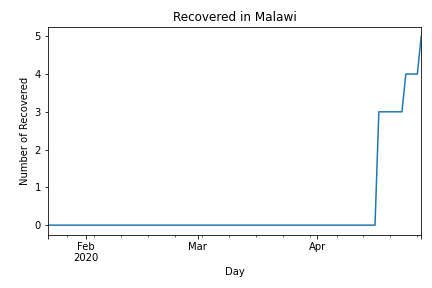 Recovered in Malawi
5
4
3
2
1
0
Number of Recovered
Feb
2020
Mar
Apr
Day